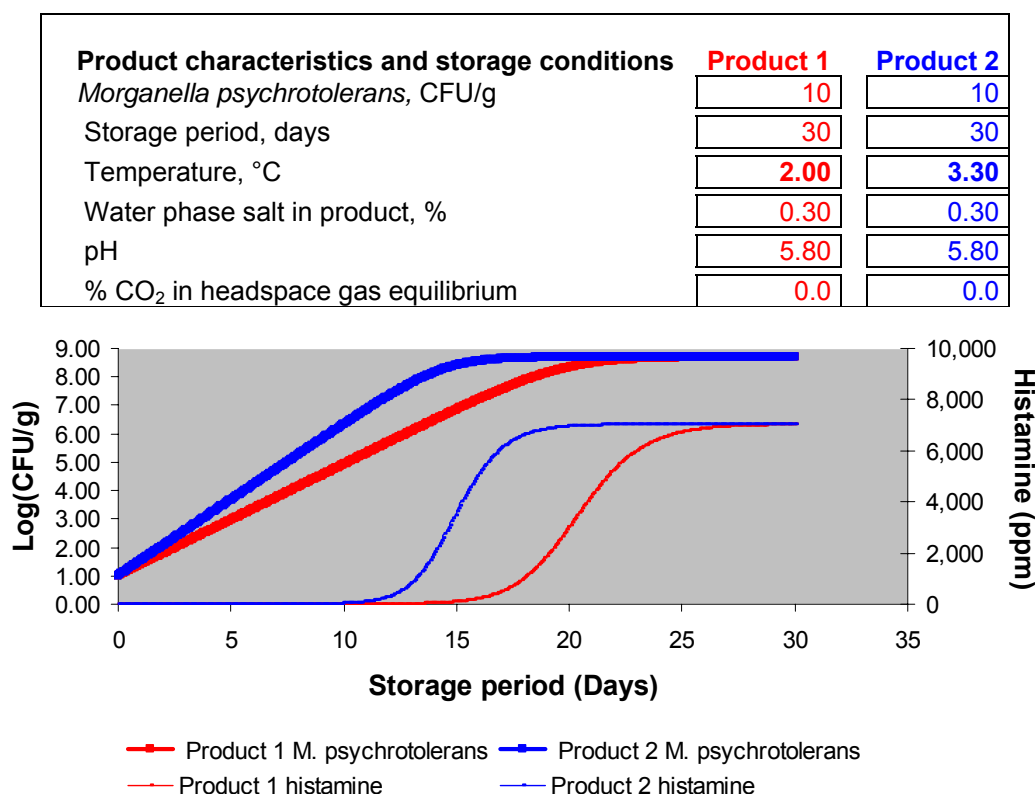 Product characteristics and storage conditions Product 1 Product 2
Morganella psychrotolerans, CFU/g 10 10
Storage period, days 30 30
Temperature, °C 2.00 3.30
Water phase salt in product, % 0.30 0.30
pH 5.80 5.80
% CO₂ in headspace gas equilibrium 0.0 0.0
9.00 10,000
8.00
7.00 8,000
6.00
5.00 6,000
4.00 4,000
3.00
2.00 2,000
1.00
0.00 0
Log(CFU/g)
Histamine (ppm)
0 5 10 15 20 25 30 35
Storage period (Days)
Product 1 M. psychrotolerans Product 2 M. psychrotolerans
Product 1 histamine Product 2 histamine